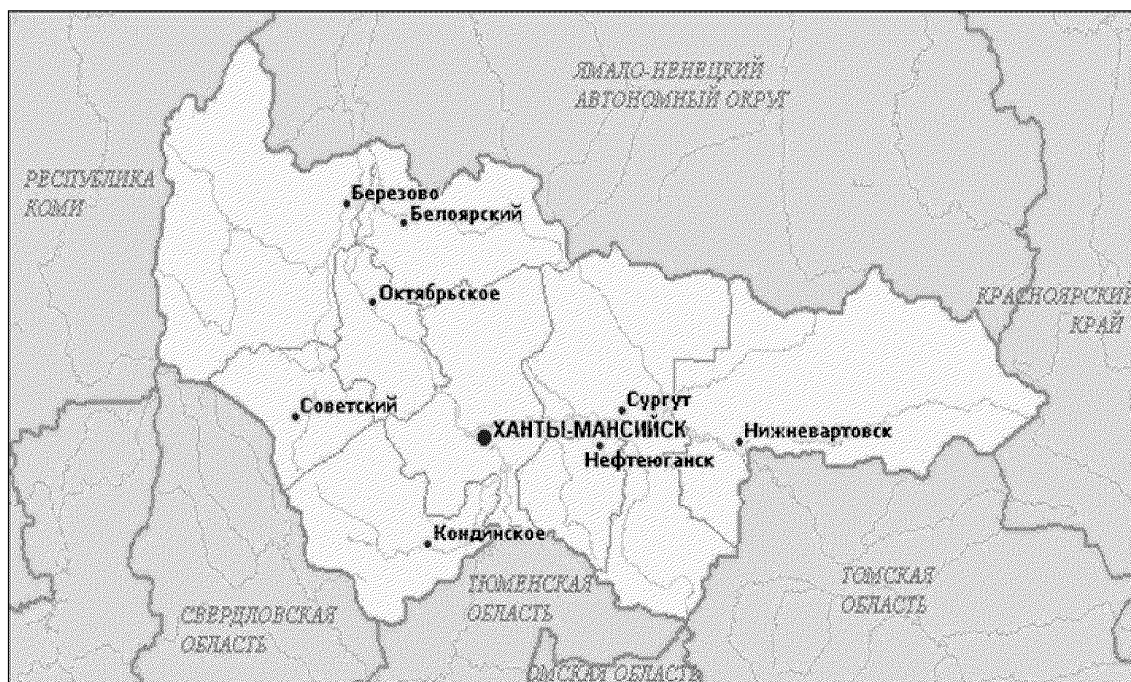 ЯМАЛО-НЕНЕЦКИЙ
АВТОНОМНЫЙ ОКРУГ
РЕСПУБЛИКА
КОМИ
Березово
Белоярский
Октябрьское
КРАСНОЯРСКИЙ
КРАЙ
Советский
Сургут
ХАНТЫ-МАНСИЙСК
Нижневартовск
Нефтеюганск
Кондинское
ТЮМЕНСКАЯ
ОБЛАСТЬ
ТОМСКАЯ
ОБЛАСТЬ
СВЕРДЛОВСКАЯ
ОБЛАСТЬ
ОМСКАЯ ОБЛАСТЬ